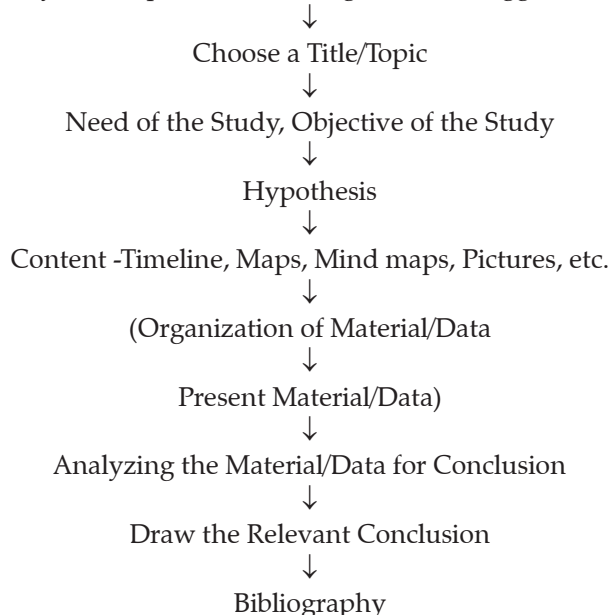 ↓
Choose a Title/Topic
↓
Need of the Study, Objective of the Study
↓
Hypothesis
↓
Content -Timeline, Maps, Mind maps, Pictures, etc.
↓
(Organization of Material/Data
↓
Present Material/Data)
↓
Analyzing the Material/Data for Conclusion
↓
Draw the Relevant Conclusion
↓
Bibliography